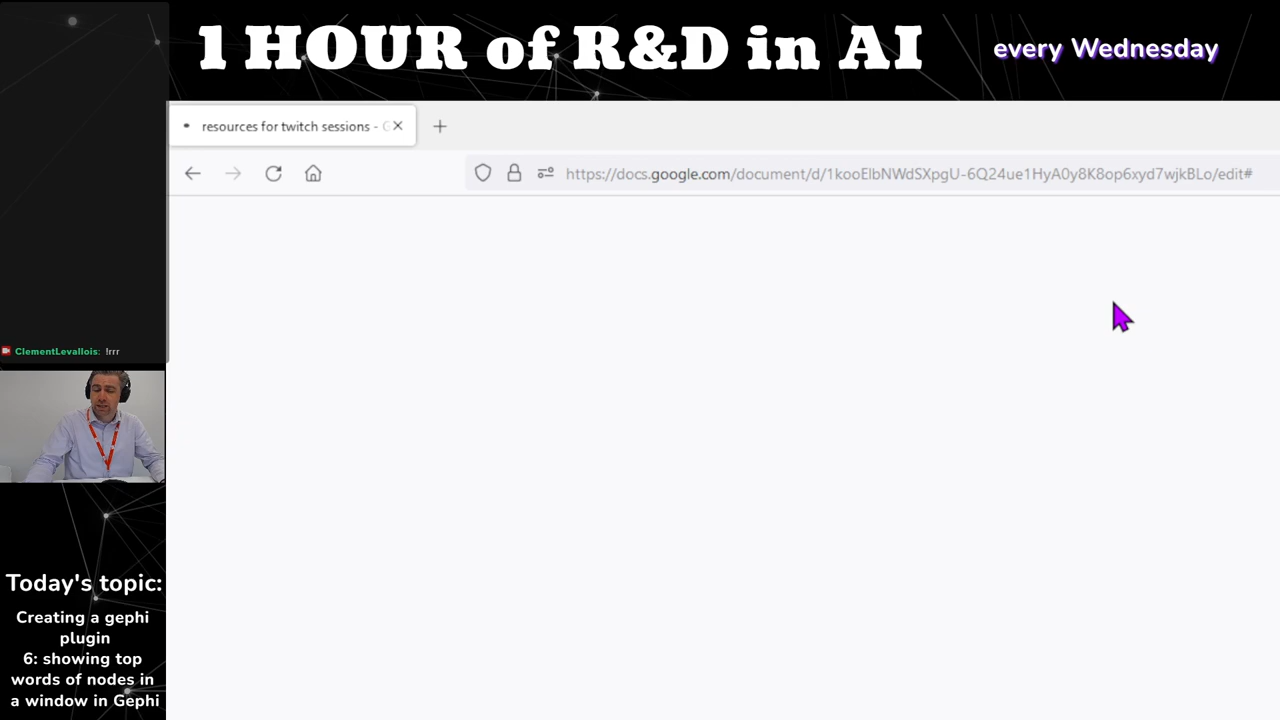 1 HOUR of R&D in AI
every Wednesday
resources for twitch sessions - G
https://docs.google.com/document/d/1kooElbNWdSXpgU-6Q24ue1HyA0y8K8op6xyd7wjkBLo/edit#
ClementLevallois: !rrr
Today's topic:
Creating a gephi
plugin
6: showing top
words of nodes in
a window in Gephi